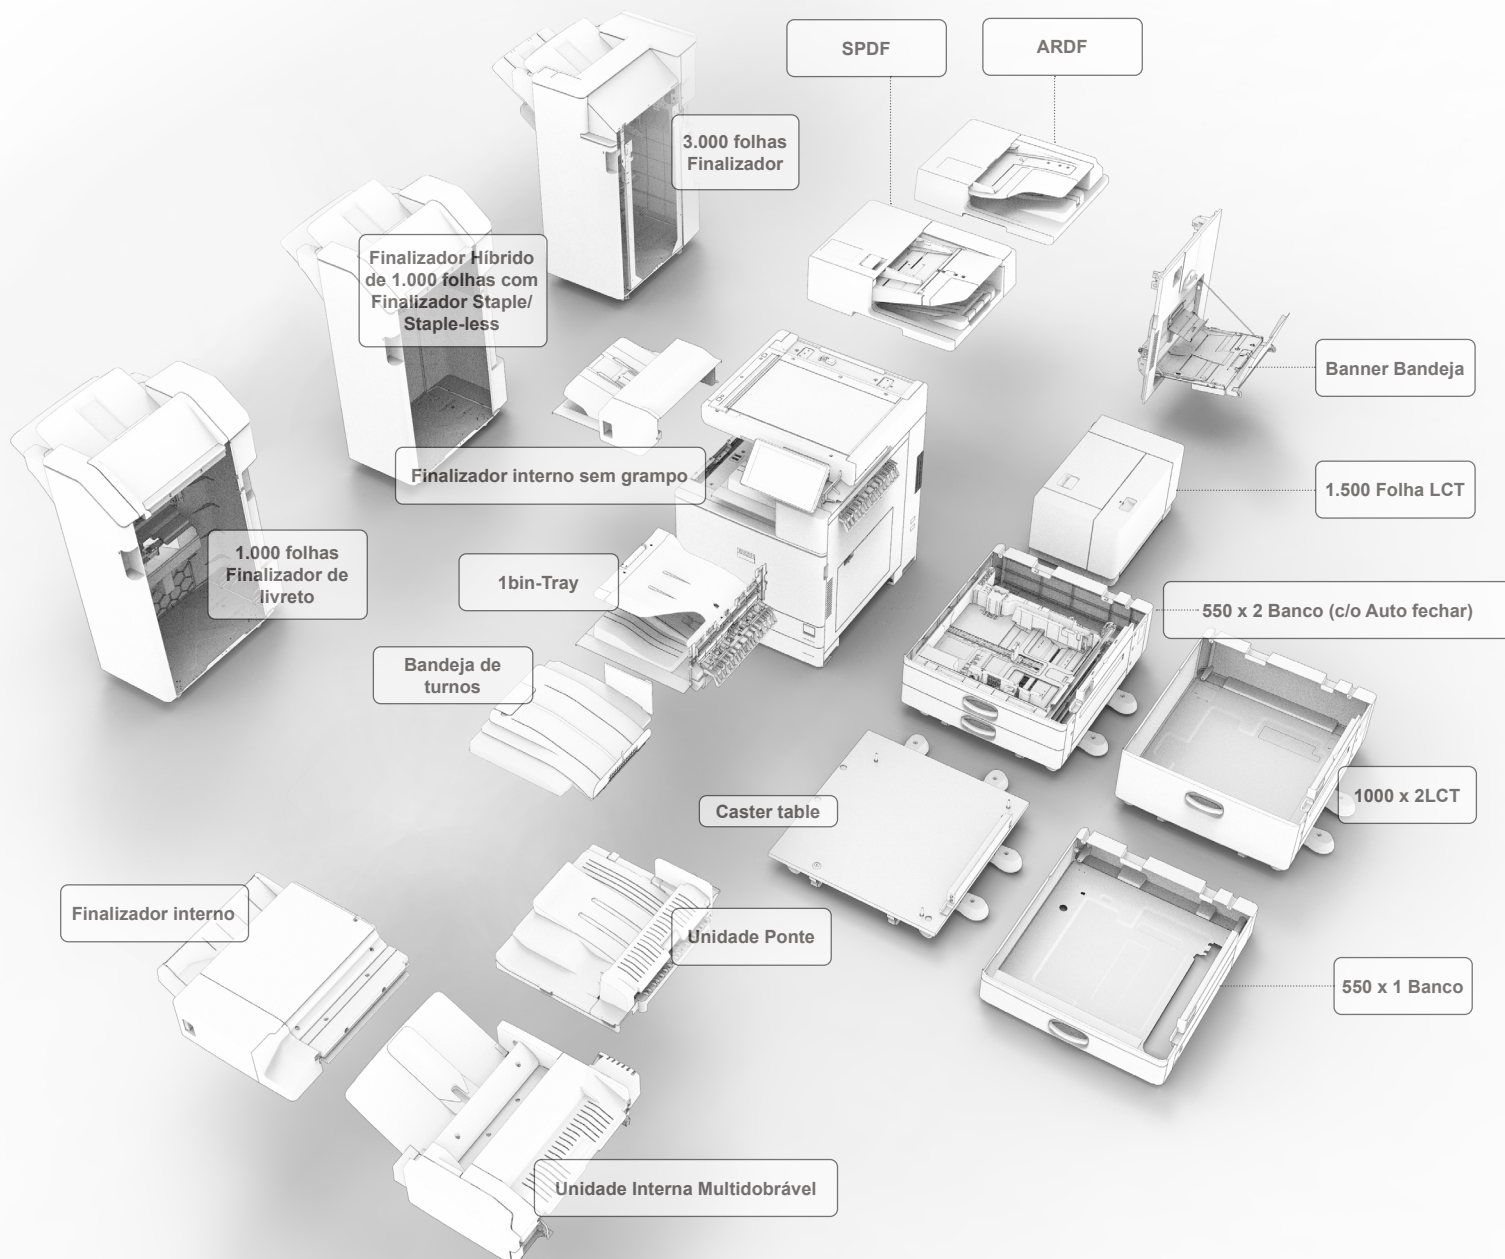 SPDF
ARDF
3.000 folhas
Finalizador
Finalizador Híbrido
de 1.000 folhas com
Finalizador Staple/
Staple-less
Banner Bandeja
Finalizador interno sem grampo
1.500 Folha LCT
1.000 folhas
Finalizador de
livreto
1bin-Tray
550 x 2 Banco (c/o Auto fechar)
Bandeja de
turnos
1000 x 2LCT
Caster table
Finalizador interno
Unidade Ponte
550 x 1 Banco
Unidade Interna Multidobrável